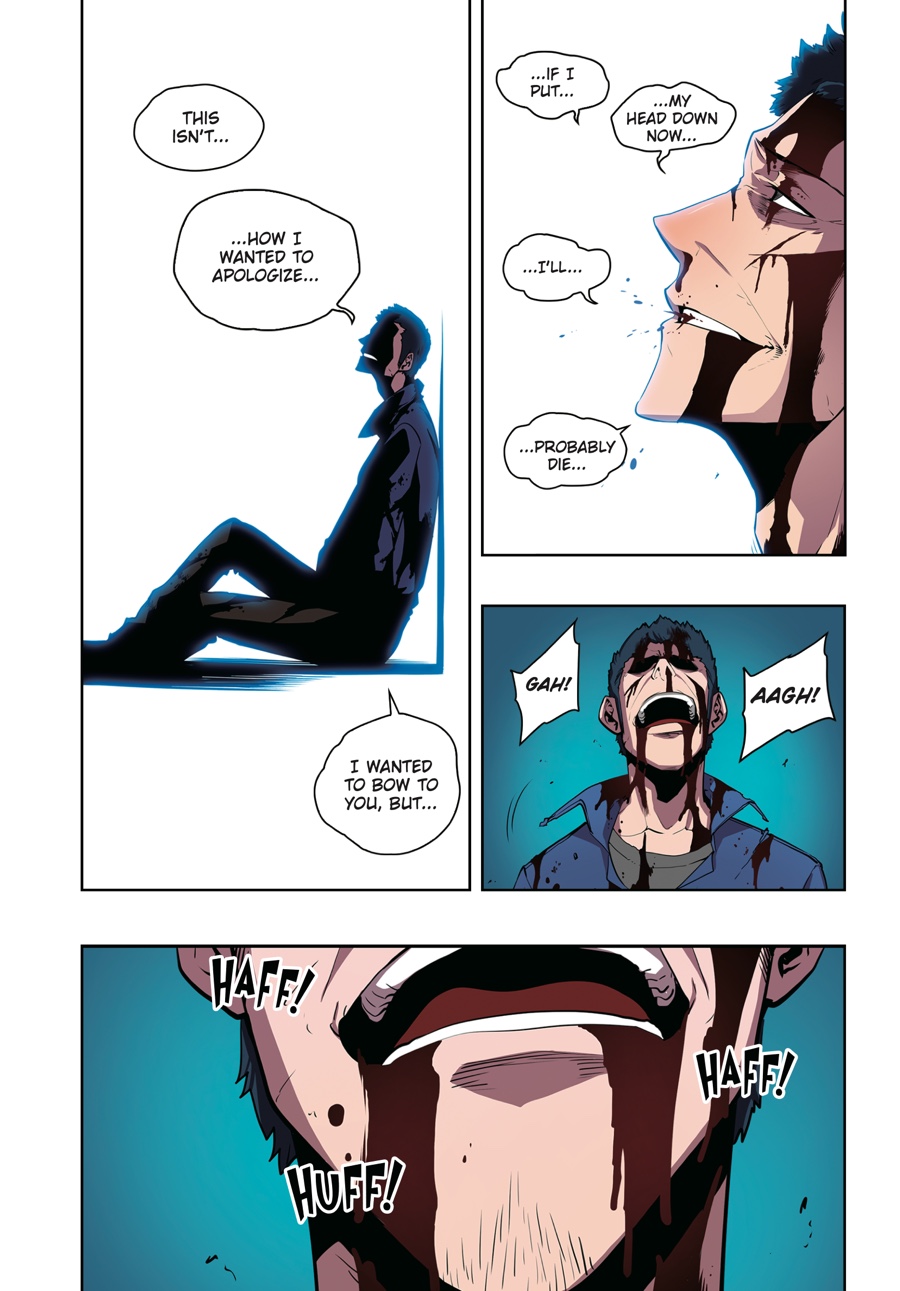 THIS
ISN'T...
...HOW I
WANTED TO
APOLOGIZE...
I WANTED
TO BOW TO
YOU, BUT...
...IF I
PUT...
...MY
HEAD DOWN
NOW...
...I'LL...
...PROBABLY
DIE...
GAH!
AAGH!
HAFF!
HAFF!
HUFF!